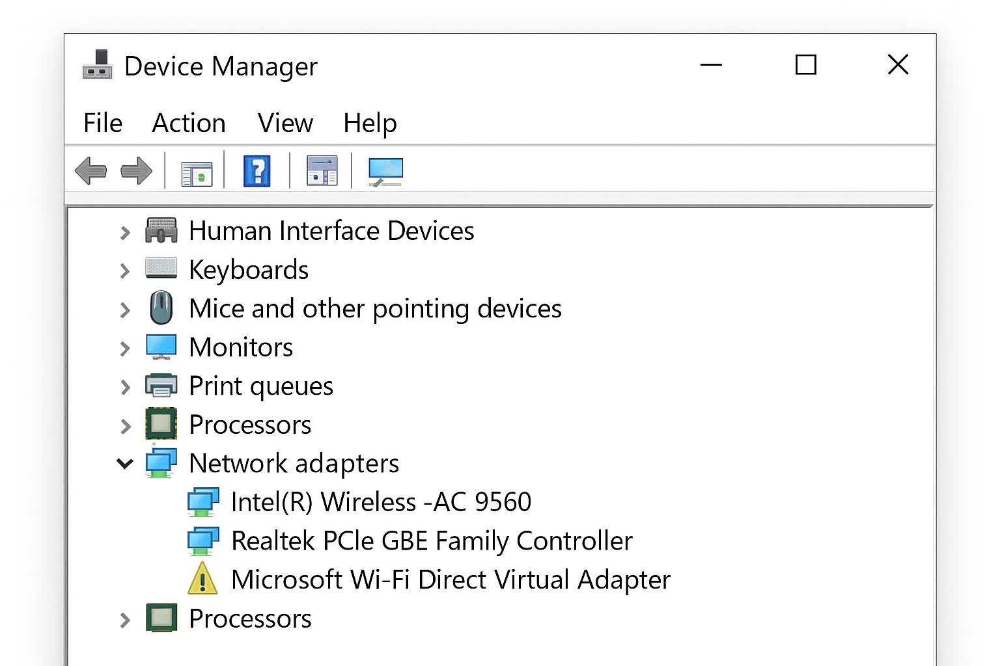 Device Manager
File Action View Help
Human Interface Devices
Keyboards
Mice and other pointing devices
Monitors
Print queues
Processors
Network adapters
Intel(R) Wireless -AC 9560
Realtek PCle GBE Family Controller
Microsoft Wi-Fi Direct Virtual Adapter
Processors